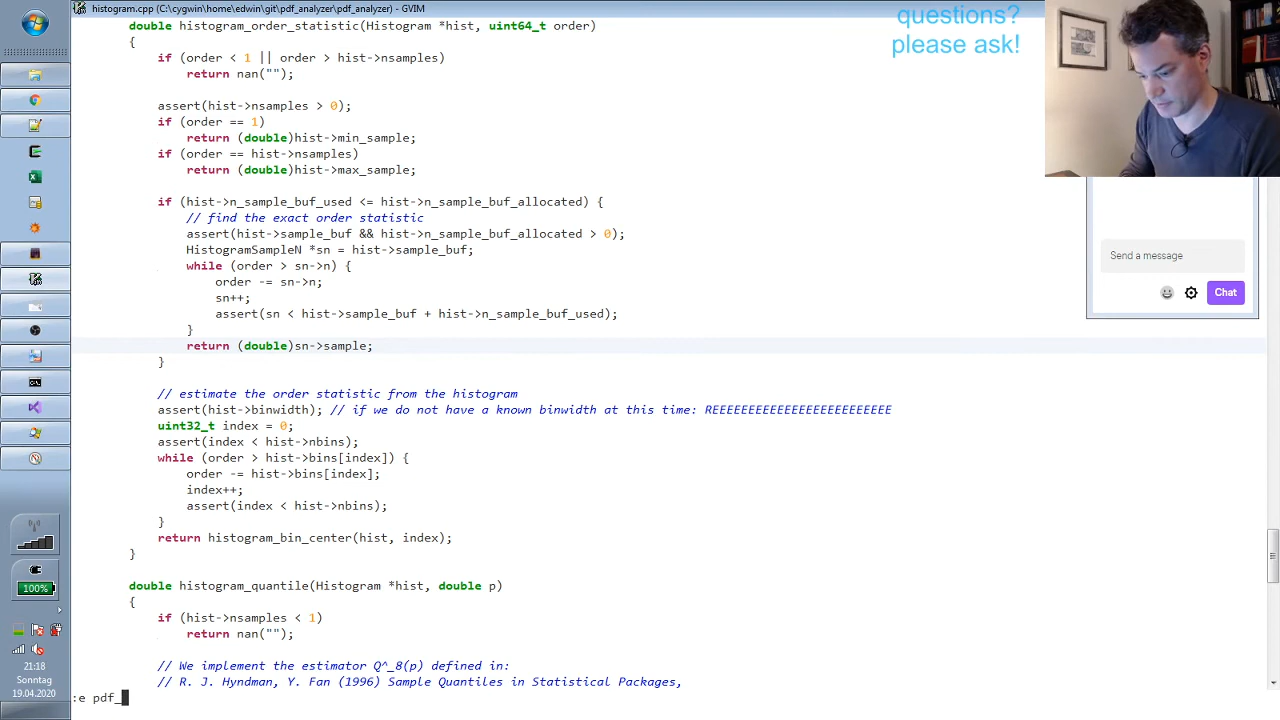 histogram.cpp (C:\cygwin\home\edwin\git\pdf_analyzer\pdf_analyzer) - GVIM
questions?
please ask!
double histogram_order_statistic(Histogram *hist, uint64_t order)
{
if (order < 1 || order > hist->nsamples)
return nan("");
assert(hist->nsamples > 0);
if (order == 1)
return (double)hist->min_sample;
if (order == hist->nsamples)
return (double)hist->max_sample;
if (hist->n_sample_buf_used <= hist->n_sample_buf_allocated) {
// find the exact order statistic
assert(hist->sample_buf && hist->n_sample_buf_allocated > 0);
HistogramSampleN *sn = hist->sample_buf;
while (order > sn->n) {
order -= sn->n;
sn++;
assert(sn < hist->sample_buf + hist->n_sample_buf_used);
}
return (double)sn->sample;
}
// estimate the order statistic from the histogram
assert(hist->binwidth); // if we do not have a known binwidth at this time: REEEEEEEEEEEEEEEEEEEEEEEEE
uint32_t index = 0;
assert(index < hist->nbins);
while (order > hist->bins[index]) {
order -= hist->bins[index];
index++;
assert(index < hist->nbins);
}
return histogram_bin_center(hist, index);
}
double histogram_quantile(Histogram *hist, double p)
{
if (hist->nsamples < 1)
return nan("");
// We implement the estimator Q^_8(p) defined in:
// R. J. Hyndman, Y. Fan (1996) Sample Quantiles in Statistical Packages,
:e pdf_
Send a message
Chat
100%
21:18
Sonntag
19.04.2020